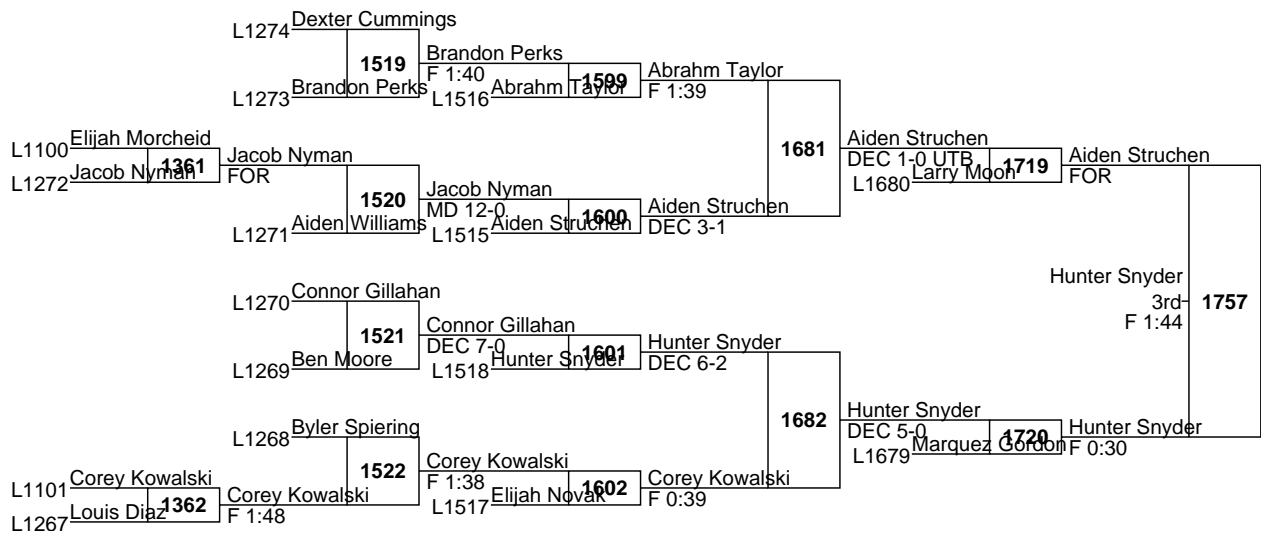 L1274 Dexter Cummings
1519
Brandon Perks
F 1:40
L1273 Brandon Perks
L1516 Abrahm Taylor
1599
Abrahm Taylor
F 1:39
L1100 Elijah Morcheid
1361
L1272 Jacob Nyman
Jacob Nyman
FOR
1520
L1271 Aiden Williams
Jacob Nyman
MD 12-0
L1515 Aiden Struchen
1600
Aiden Struchen
DEC 3-1
1681
Aiden Struchen
DEC 1-0 UTB
L1680 Larry Moon
1719
Aiden Struchen
FOR
L1270 Connor Gillahan
1521
L1269 Ben Moore
Connor Gillahan
DEC 7-0
L1518 Hunter Snyder
1601
Hunter Snyder
DEC 6-2
Hunter Snyder
3rd
F 1:44
1757
L1268 Byler Spiering
1522
L1101 Corey Kowalski
1362
L1267 Louis Diaz
Corey Kowalski
F 1:48
Corey Kowalski
F 1:38
L1517 Elijah Novak
1602
Corey Kowalski
F 0:39
1682
Hunter Snyder
DEC 5-0
L1679 Marquez Gordon
1720
Hunter Snyder
F 0:30